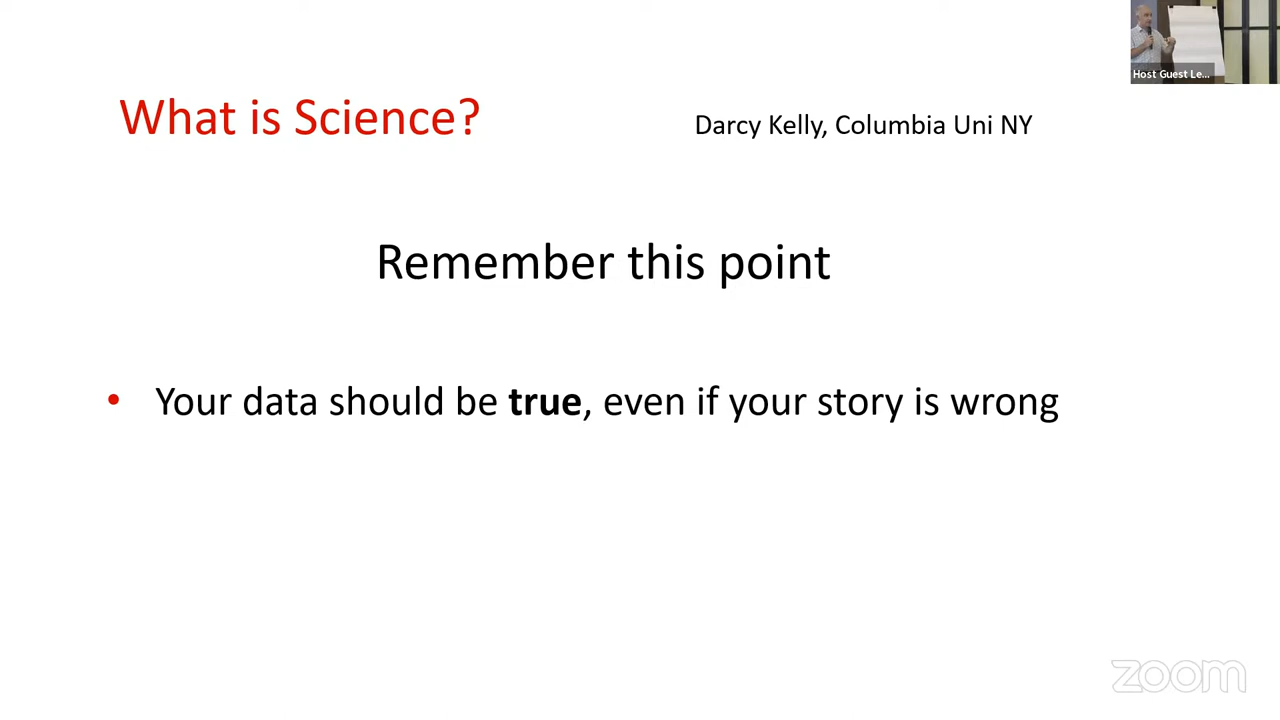 Host Guest Le...
What is Science?
Darcy Kelly, Columbia Uni NY
Remember this point
• Your data should be true, even if your story is wrong
zoom